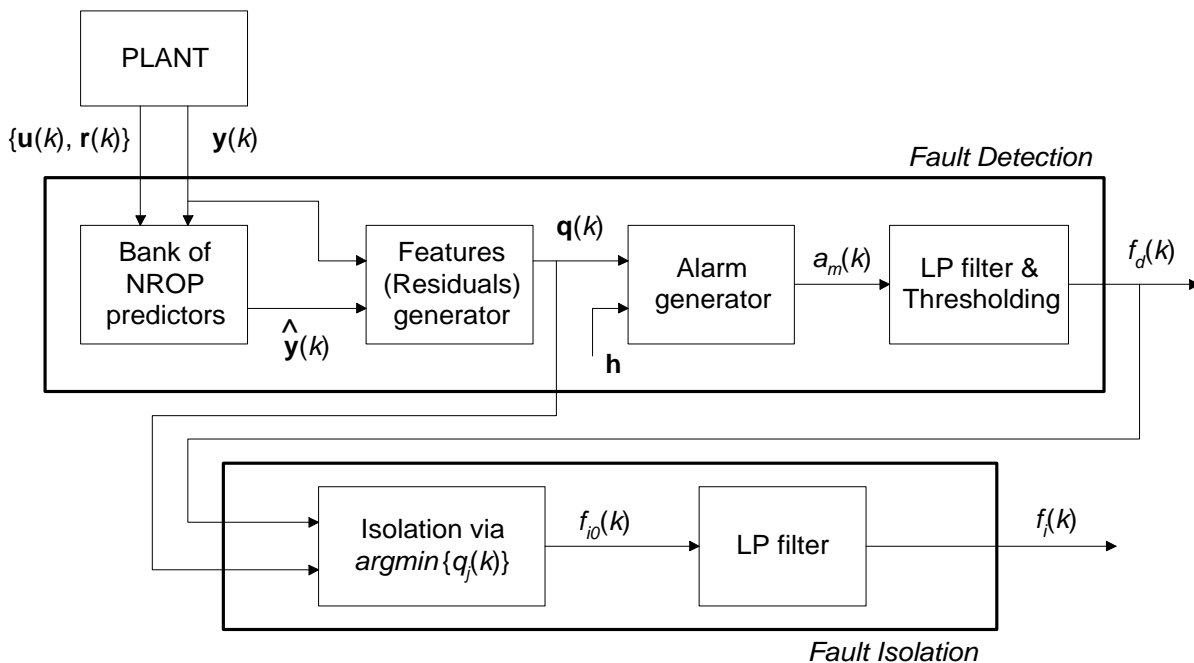 PLANT
{u(k), r(k)}
y(k)
Fault Detection
Bank of
NROP
predictors
ŷ(k)
Features
(Residuals)
generator
q(k)
h
Alarm
generator
a_m(k)
LP filter &
Thresholding
f_d(k)
Isolation via
argmin{q_j(k)}
f_i0(k)
LP filter
f_i(k)
Fault Isolation